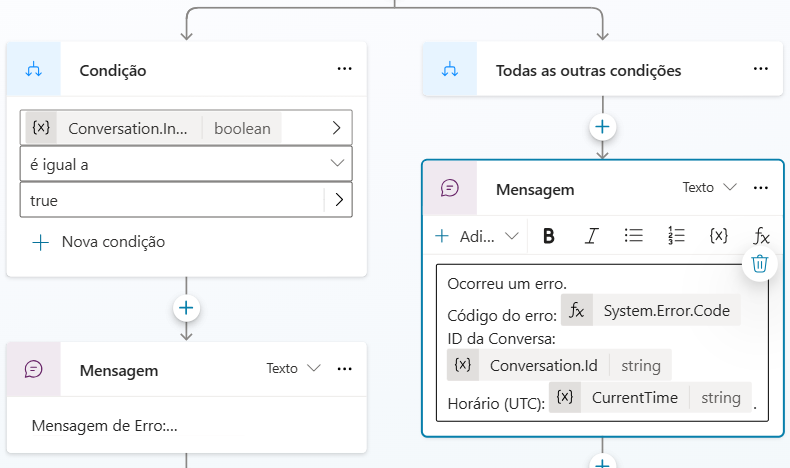 Condição
{x} Conversation.In... boolean
é igual a
true
Nova condição
Mensagem Texto
Mensagem de Erro:...
Todas as outras condições
Mensagem Texto
Adi... B I {x} fx
Ocorreu um erro.
Código do erro: fx System.Error.Code
ID da Conversa:
{x} Conversation.Id string
Horário (UTC): {x} CurrentTime string .